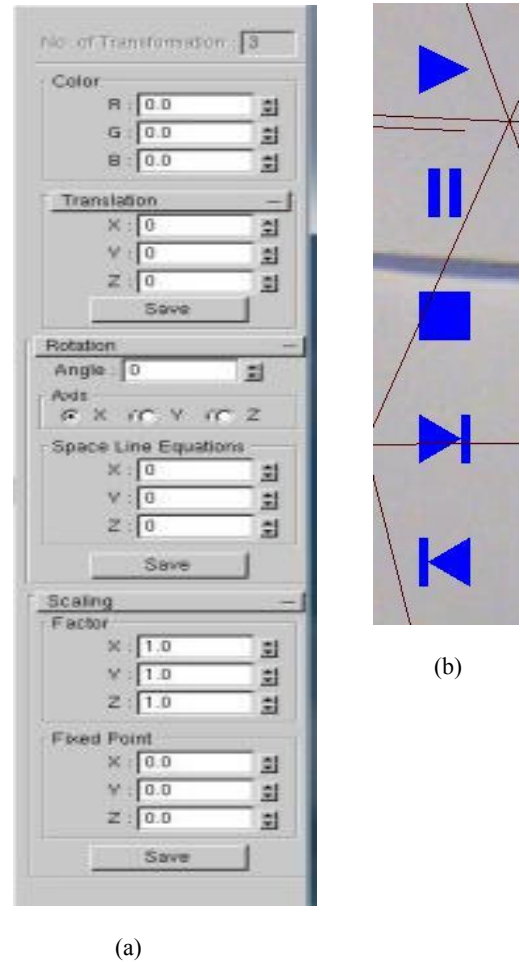 No. of Transformation : 3
Color
R : 0.0
G : 0.0
B : 0.0
Translation
X : 0
Y : 0
Z : 0
Save
Rotation
Angle : 0
Axis
X Y Z
Space Line Equations
X : 0
Y : 0
Z : 0
Save
Scaling
Factor
X : 1.0
Y : 1.0
Z : 1.0
Fixed Point
X : 0.0
Y : 0.0
Z : 0.0
Save
(a)
(b)